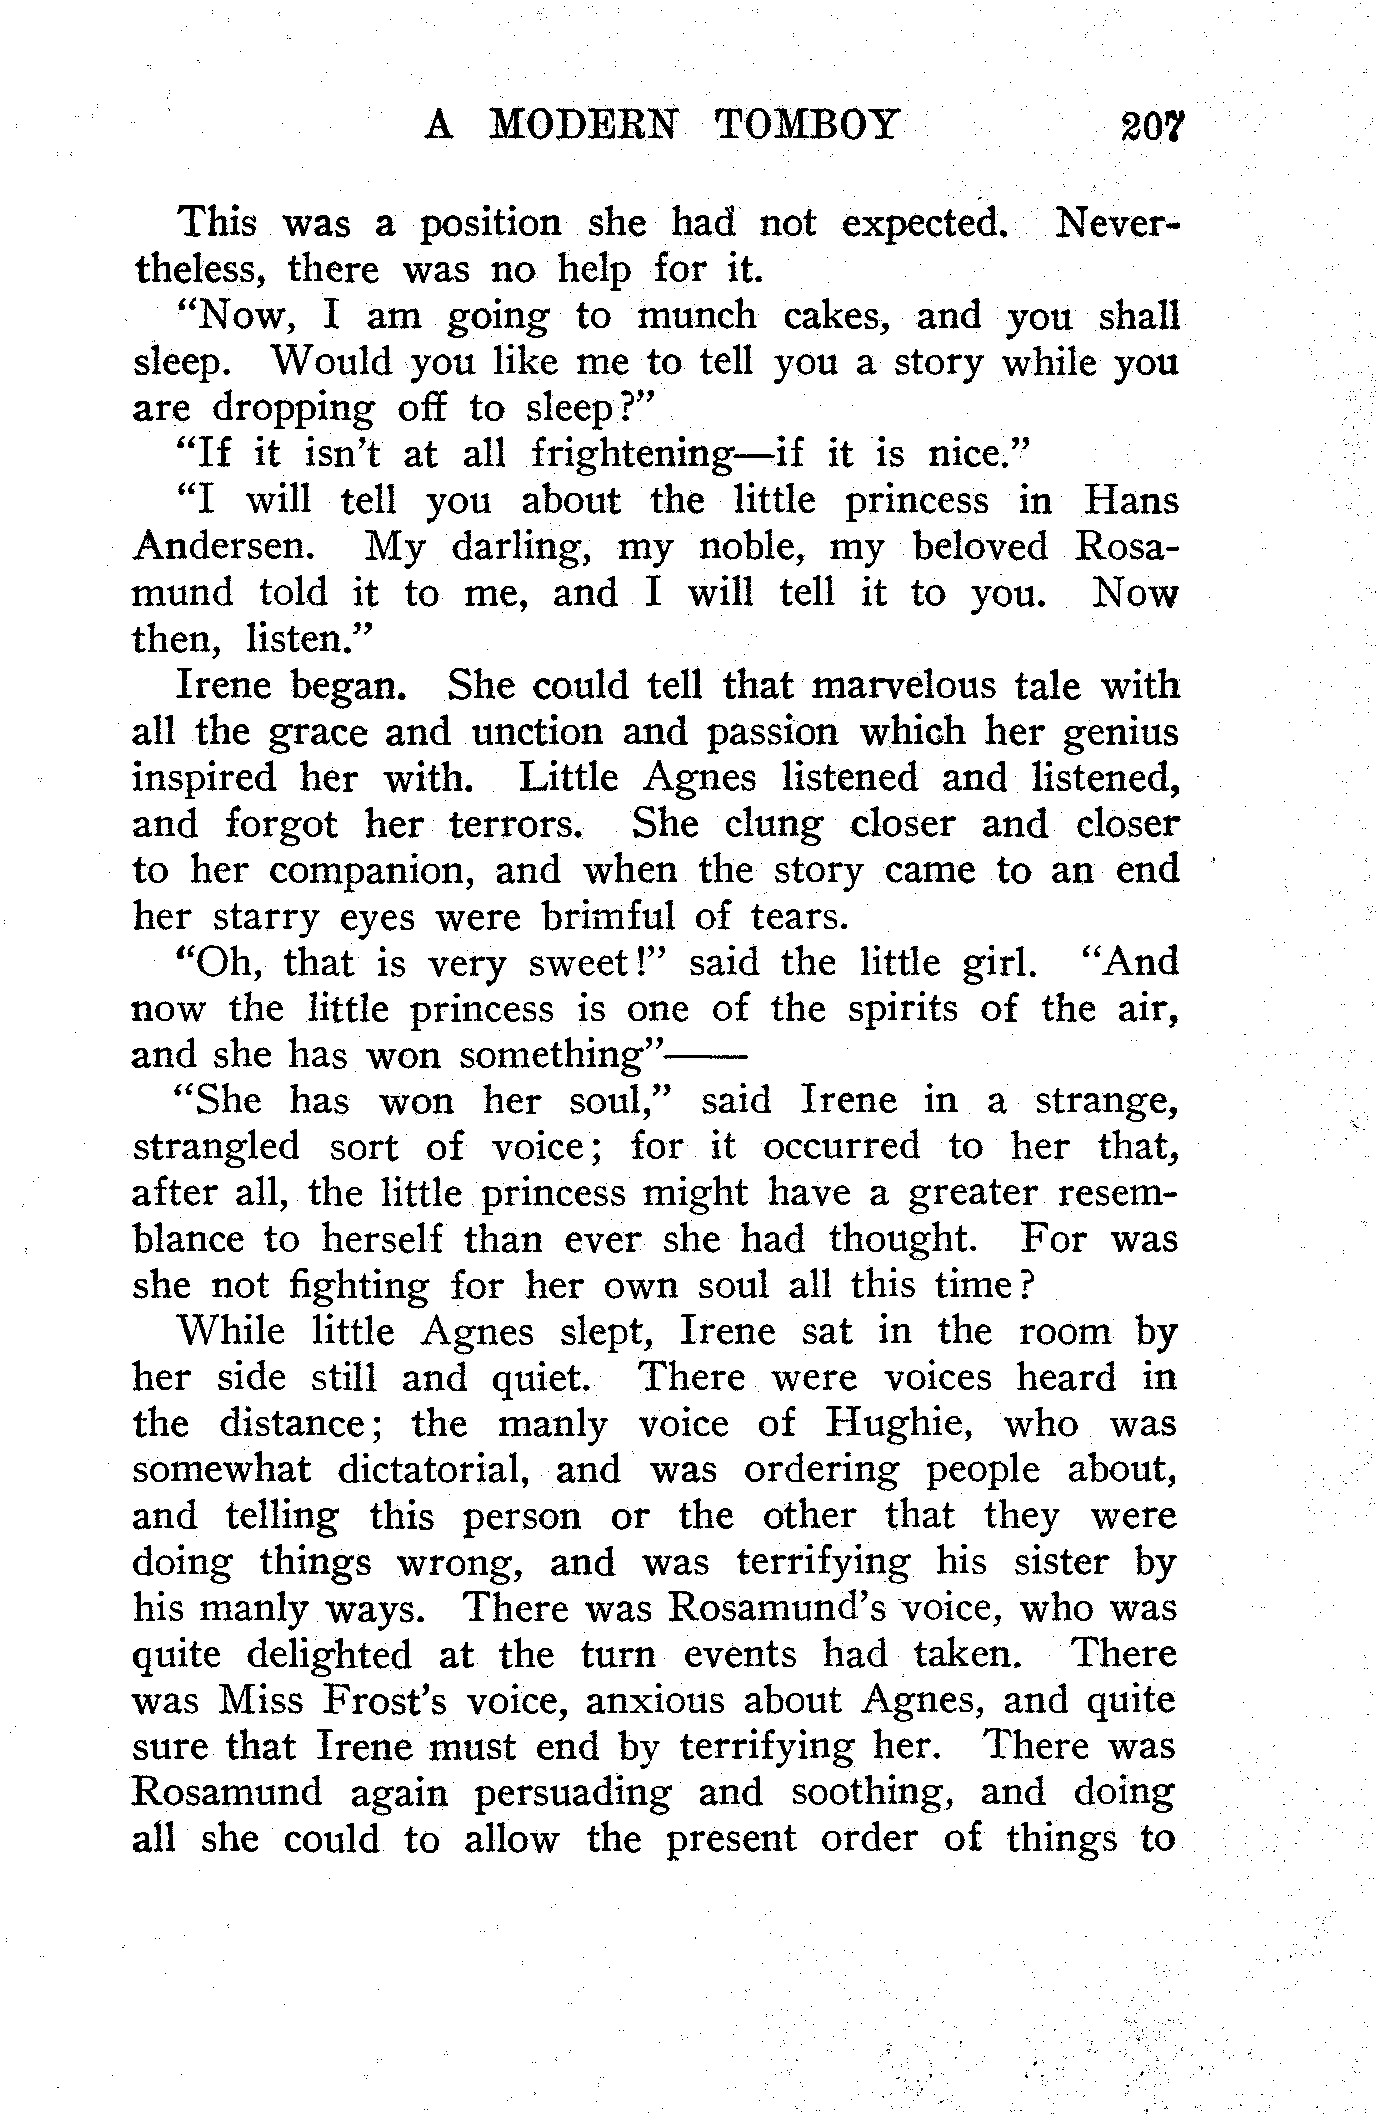 A MODERN TOMBOY 207
This was a position she had not expected. Never-
theless, there was no help for it.
“Now, I am going to munch cakes, and you shall
sleep. Would you like me to tell you a story while you
are dropping off to sleep?”
“If it isn’t at all frightening—if it is nice.”
“I will tell you about the little princess in Hans
Andersen. My darling, my noble, my beloved Rosa-
mund told it to me, and I will tell it to you. Now
then, listen.”
Irene began. She could tell that marvelous tale with
all the grace and unction and passion which her genius
inspired her with. Little Agnes listened and listened,
and forgot her terrors. She clung closer and closer
to her companion, and when the story came to an end
her starry eyes were brimful of tears.
“Oh, that is very sweet!” said the little girl. “And
now the little princess is one of the spirits of the air,
and she has won something”——
“She has won her soul,” said Irene in a strange,
strangled sort of voice; for it occurred to her that,
after all, the little princess might have a greater resem-
blance to herself than ever she had thought. For was
she not fighting for her own soul all this time?
While little Agnes slept, Irene sat in the room by
her side still and quiet. There were voices heard in
the distance; the manly voice of Hughie, who was
somewhat dictatorial, and was ordering people about,
and telling this person or the other that they were
doing things wrong, and was terrifying his sister by
his manly ways. There was Rosamund’s voice, who was
quite delighted at the turn events had taken. There
was Miss Frost’s voice, anxious about Agnes, and quite
sure that Irene must end by terrifying her. There was
Rosamund again persuading and soothing, and doing
all she could to allow the present order of things to